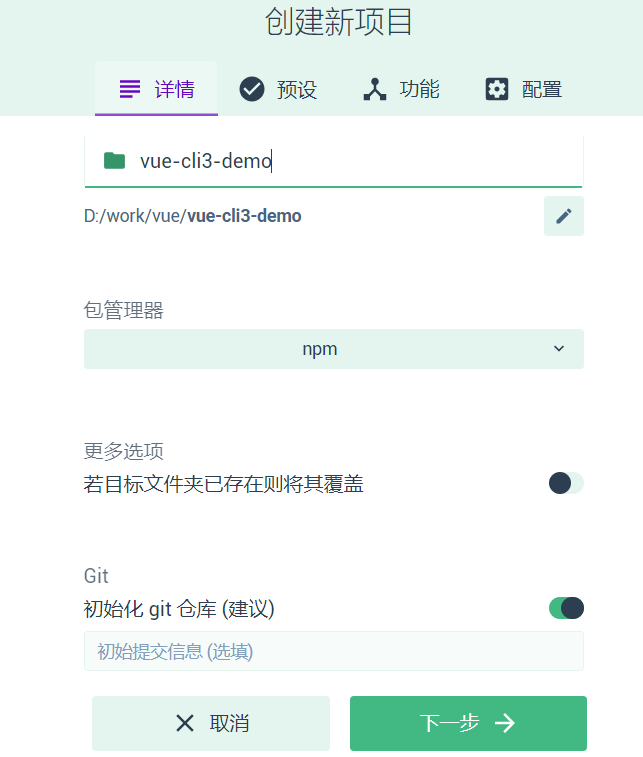 创建新项目
详情 预设 功能 配置
vue-cli3-demo
D:/work/vue/vue-cli3-demo
包管理器
npm
更多选项
若目标文件夹已存在则将其覆盖
Git
初始化 git 仓库 (建议)
初始提交信息 (选填)
取消 下一步